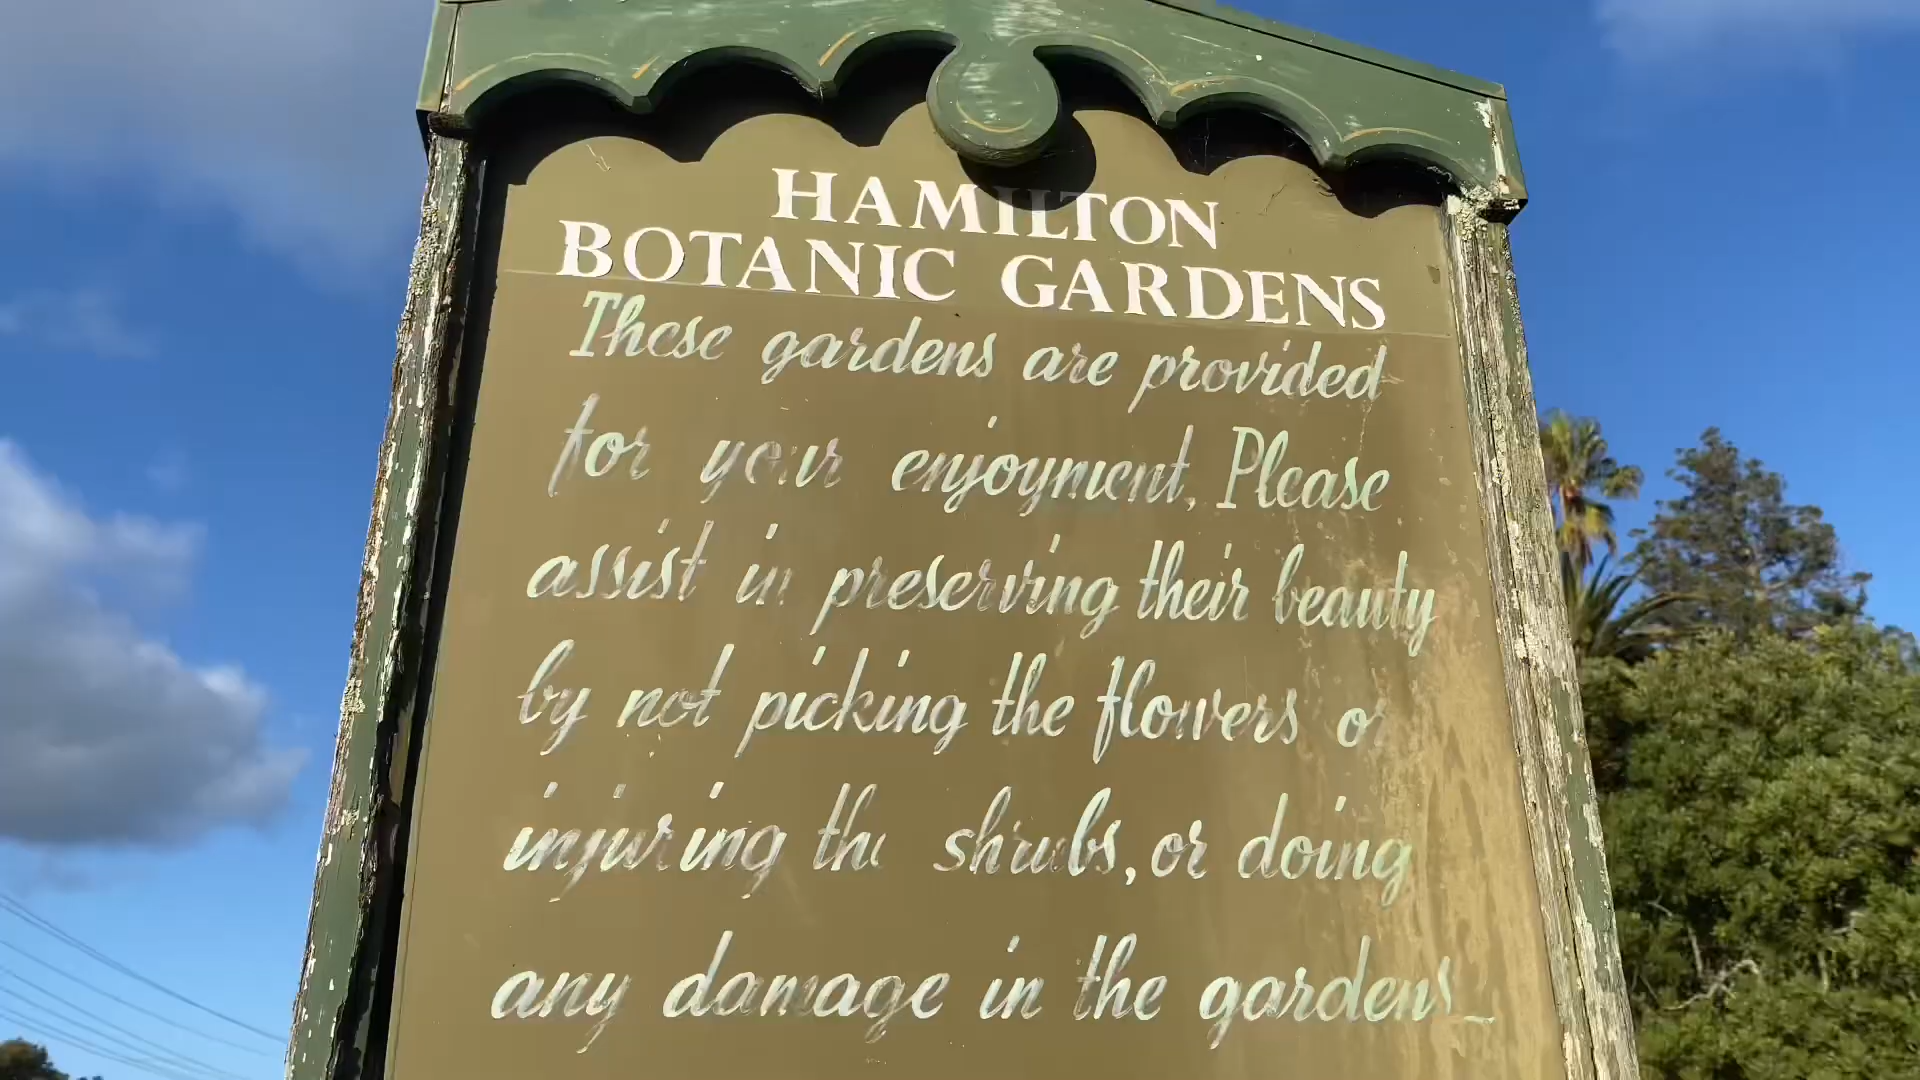 HAMILTON
BOTANIC GARDENS
These gardens are provided
for your enjoyment, Please
assist in preserving their beauty
by not picking the flowers or
injuring the shrubs, or doing
any damage in the gardens_